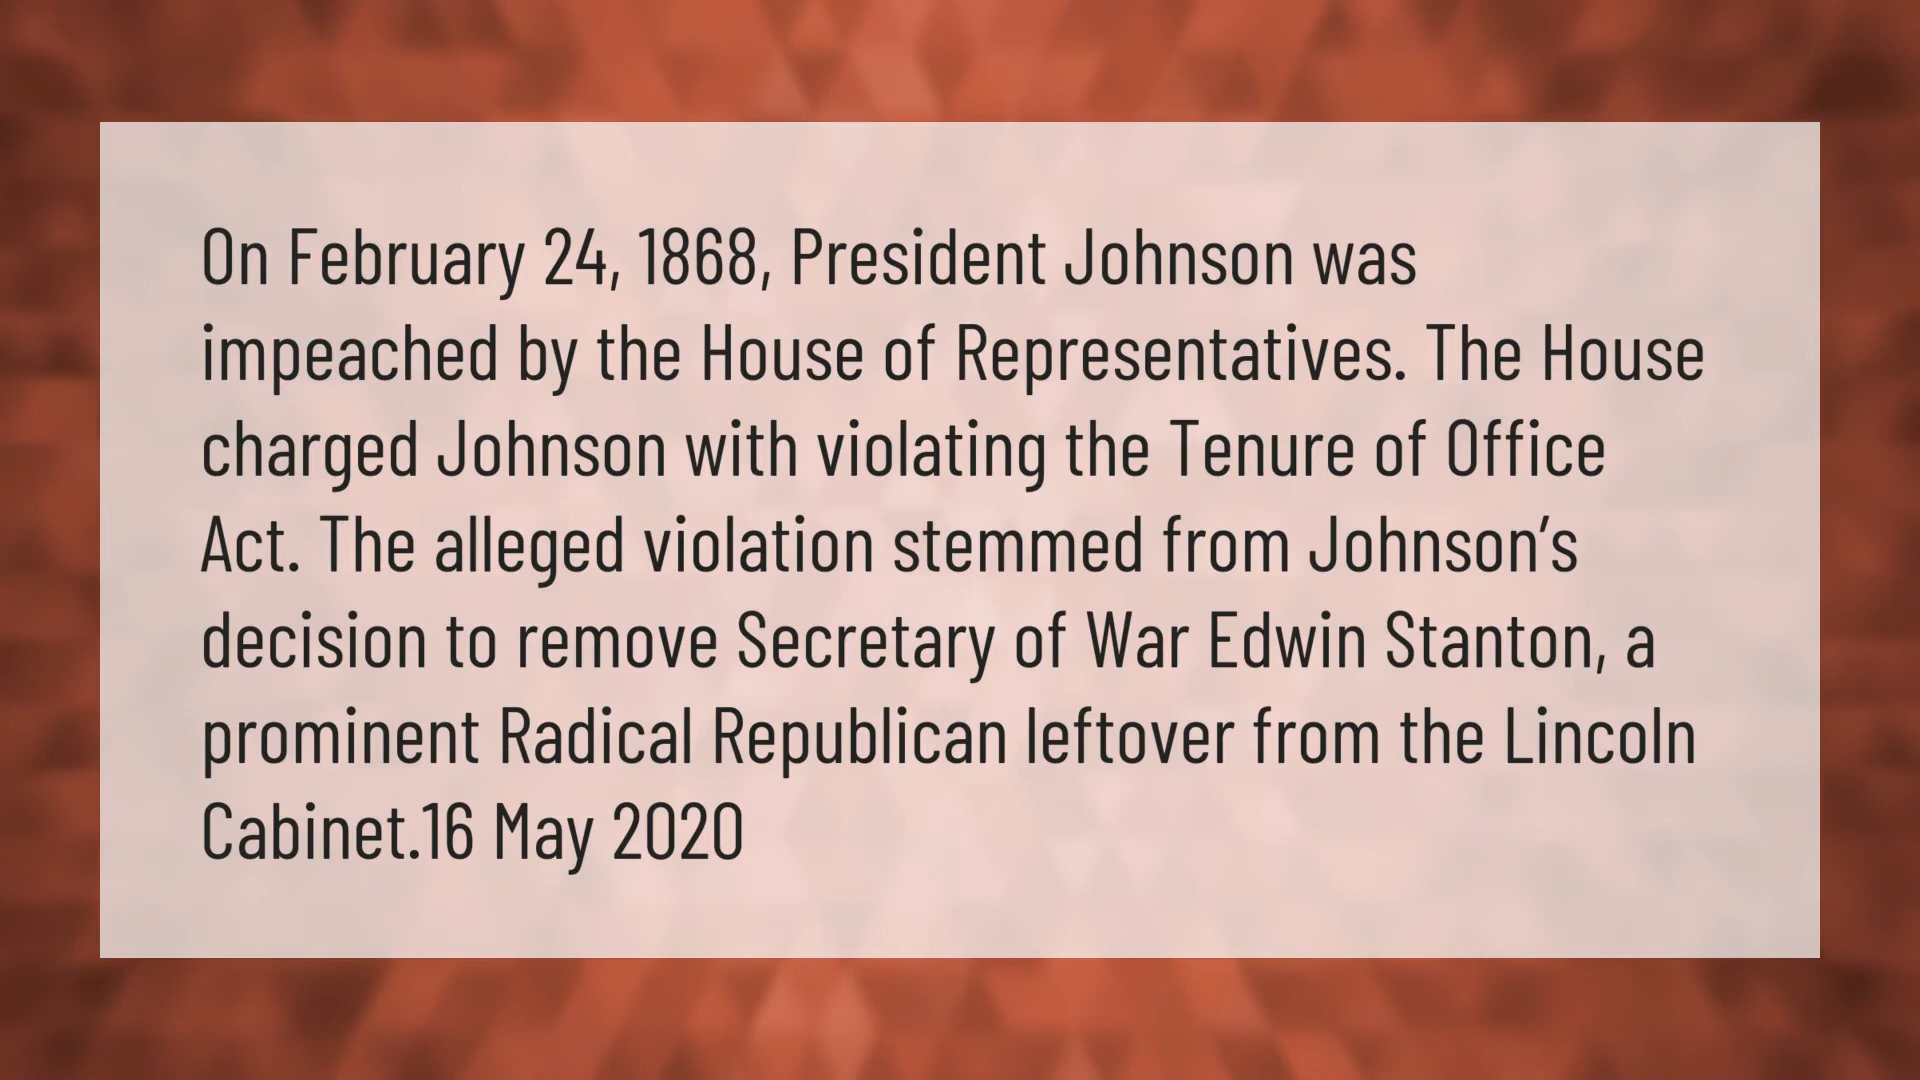 On February 24, 1868, President Johnson was
impeached by the House of Representatives. The House
charged Johnson with violating the Tenure of Office
Act. The alleged violation stemmed from Johnson’s
decision to remove Secretary of War Edwin Stanton, a
prominent Radical Republican leftover from the Lincoln
Cabinet.16 May 2020